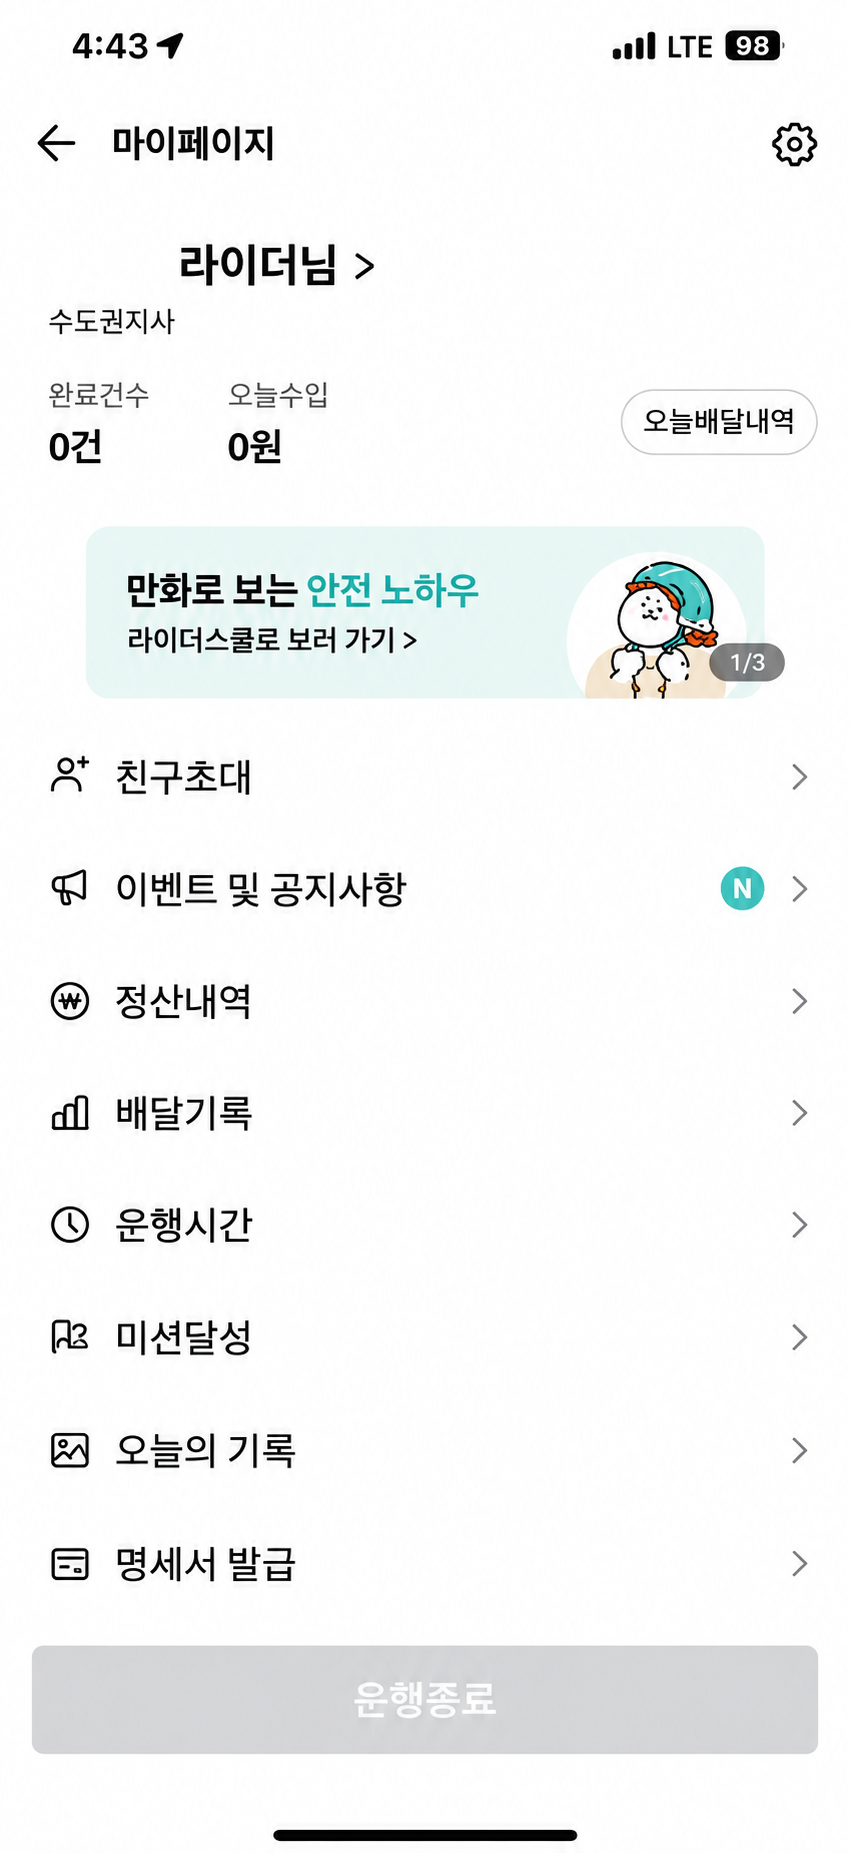 4:43 LTE 98
마이페이지
라이더님 >
수도권지사
완료건수 오늘수입
0건 0원 오늘배달내역
만화로 보는 안전 노하우
라이더스쿨로 보러 가기 >
1/3
친구초대
이벤트 및 공지사항 N
정산내역
배달기록
운행시간
미션달성
오늘의 기록
명세서 발급
운행종료